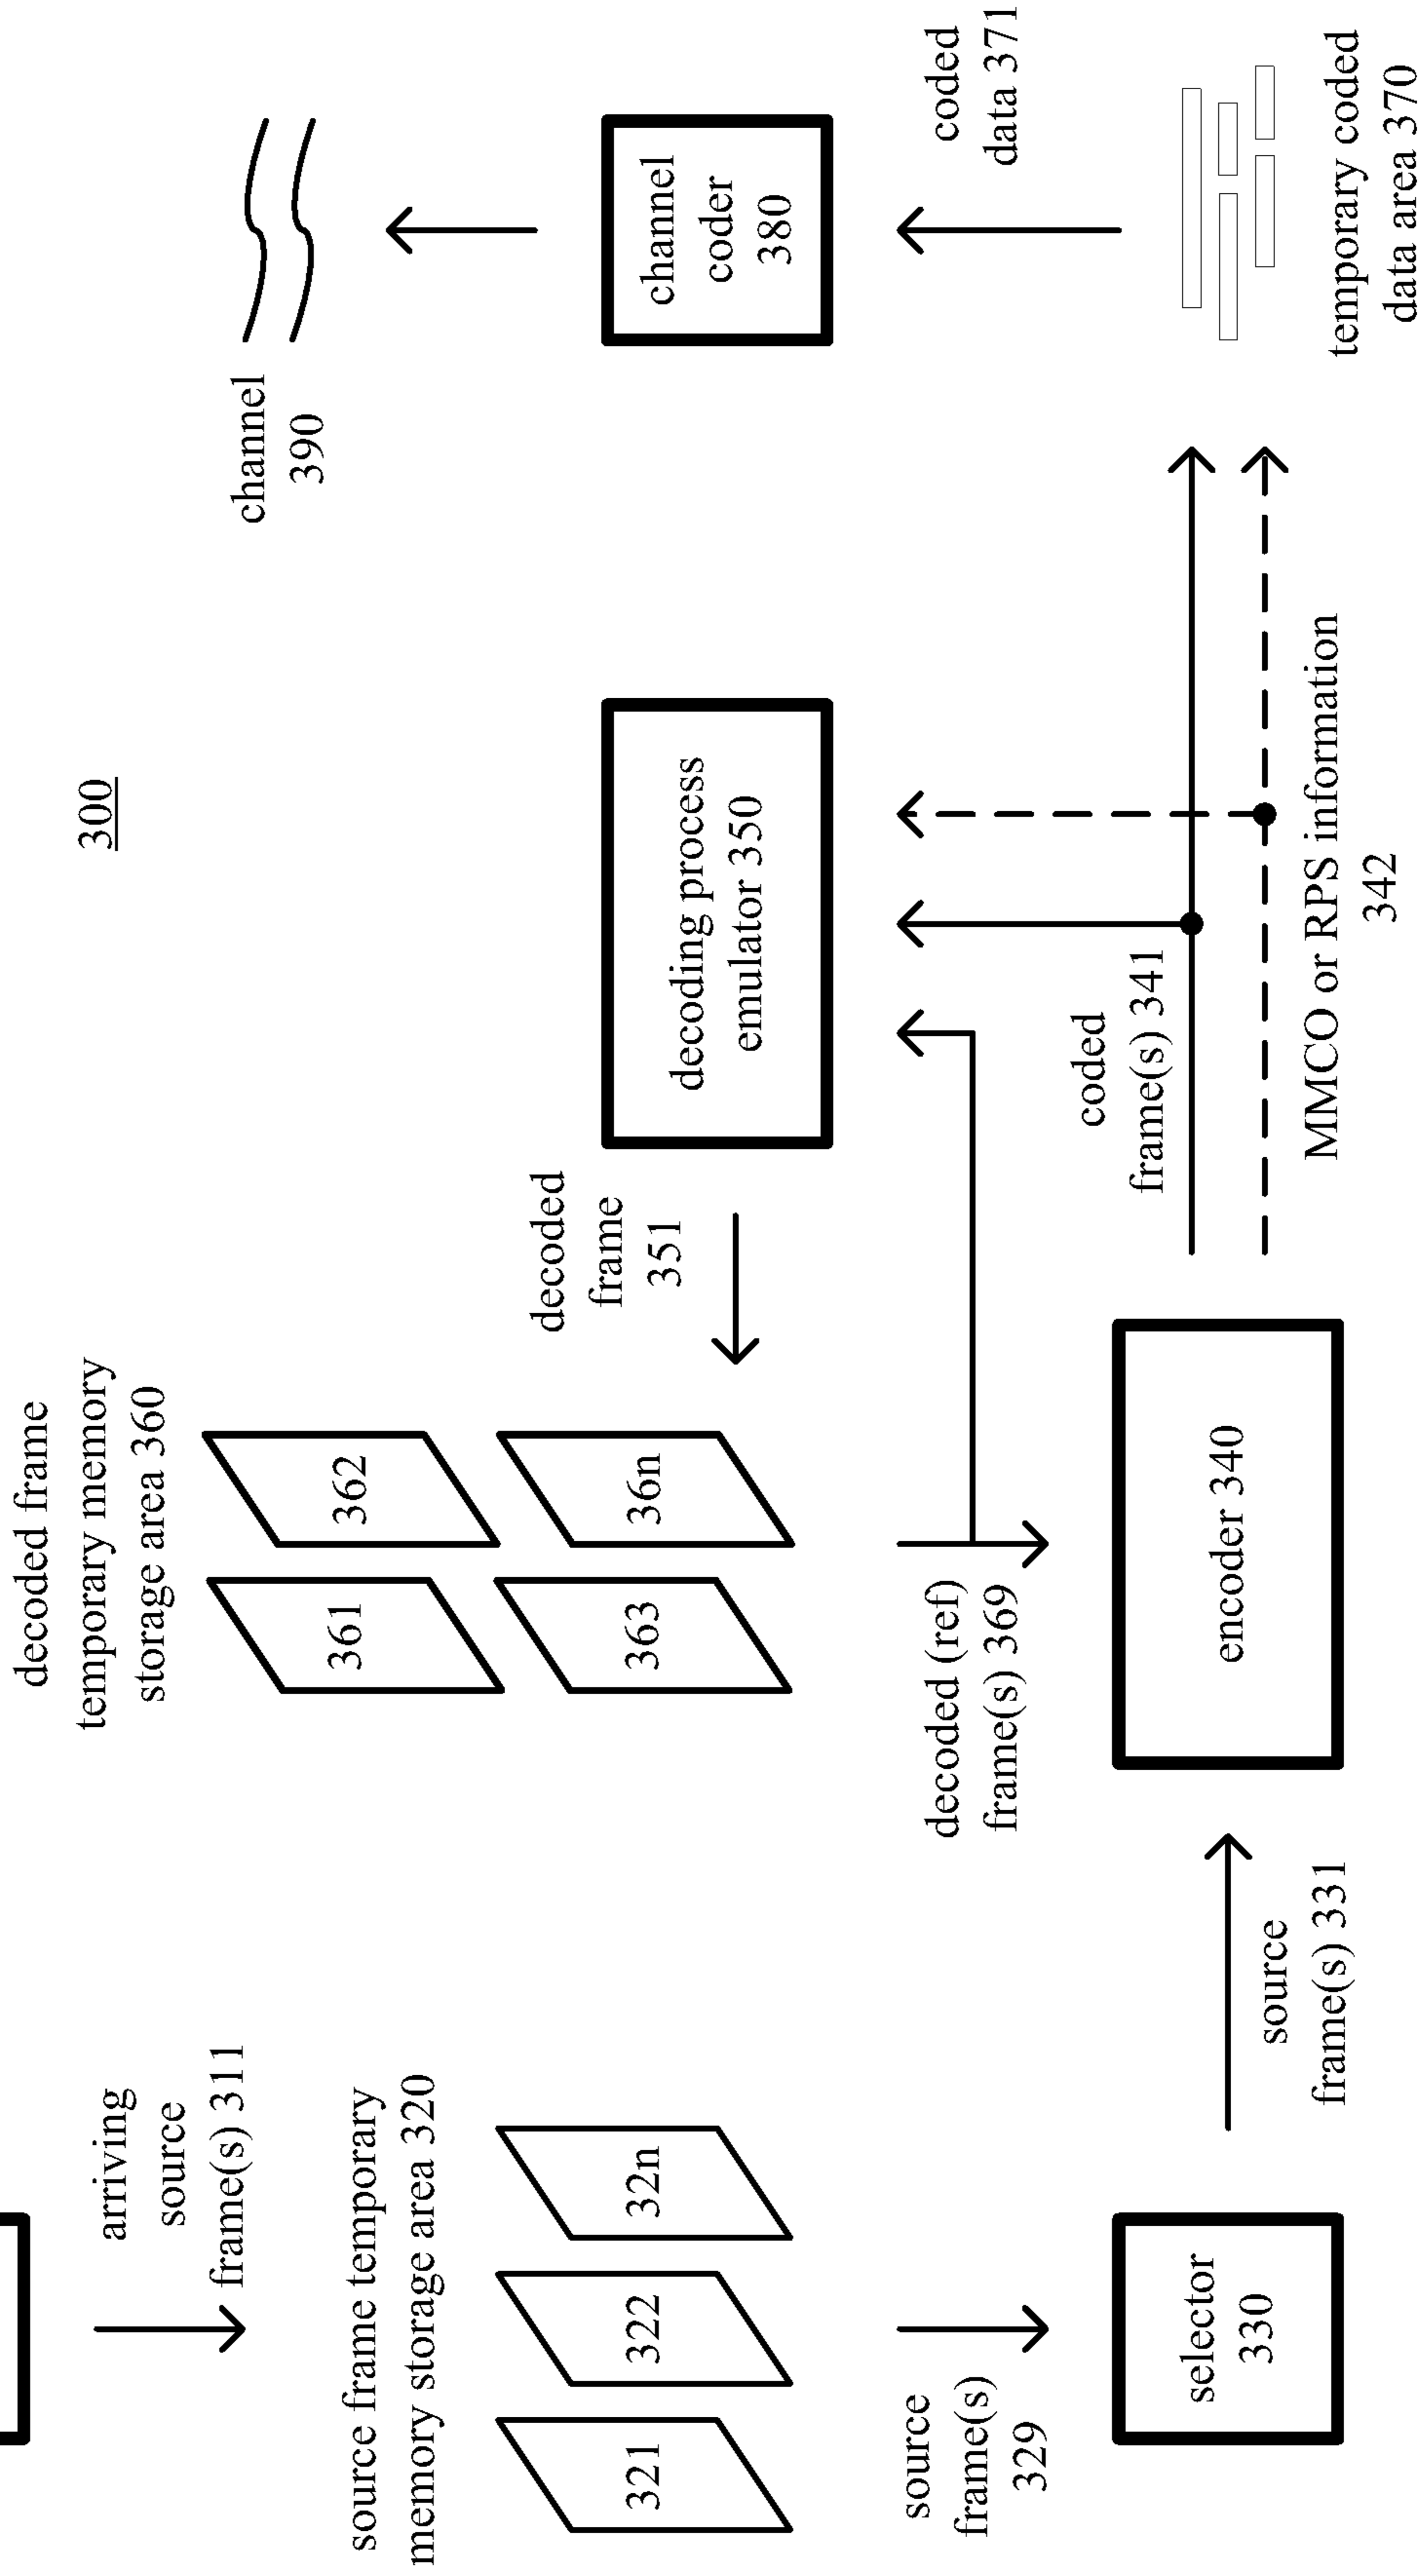 300
arriving
source
frame(s) 311
source frame temporary
memory storage area 320
321
322
32n
source
frame(s)
329
selector
330
source
frame(s) 331
decoded frame
temporary memory
storage area 360
361
362
363
36n
decoded (ref)
frame(s) 369
encoder 340
decoded
frame
351
decoding process
emulator 350
coded
frame(s) 341
MMCO or RPS information
342
channel
390
channel
coder
380
coded
data 371
temporary coded
data area 370